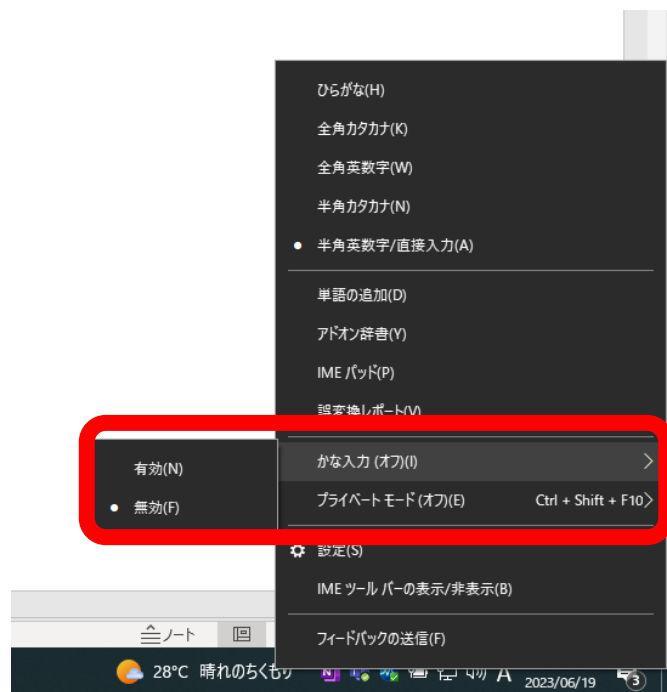 ひらがな(H)
全角カタカナ(K)
全角英数字(W)
半角カタカナ(N)
半角英数字/直接入力(A)
単語の追加(D)
アドオン辞書(Y)
IME パッド(P)
誤変換レポート(V)
かな入力 (オフ)(I)
有効(N)
プライベート モード (オフ)(E) Ctrl + Shift + F10
無効(F)
設定(S)
IME ツール バーの表示/非表示(B)
ノート
フィードバックの送信(F)
28°C 晴れのちくもり A
2023/06/19 3